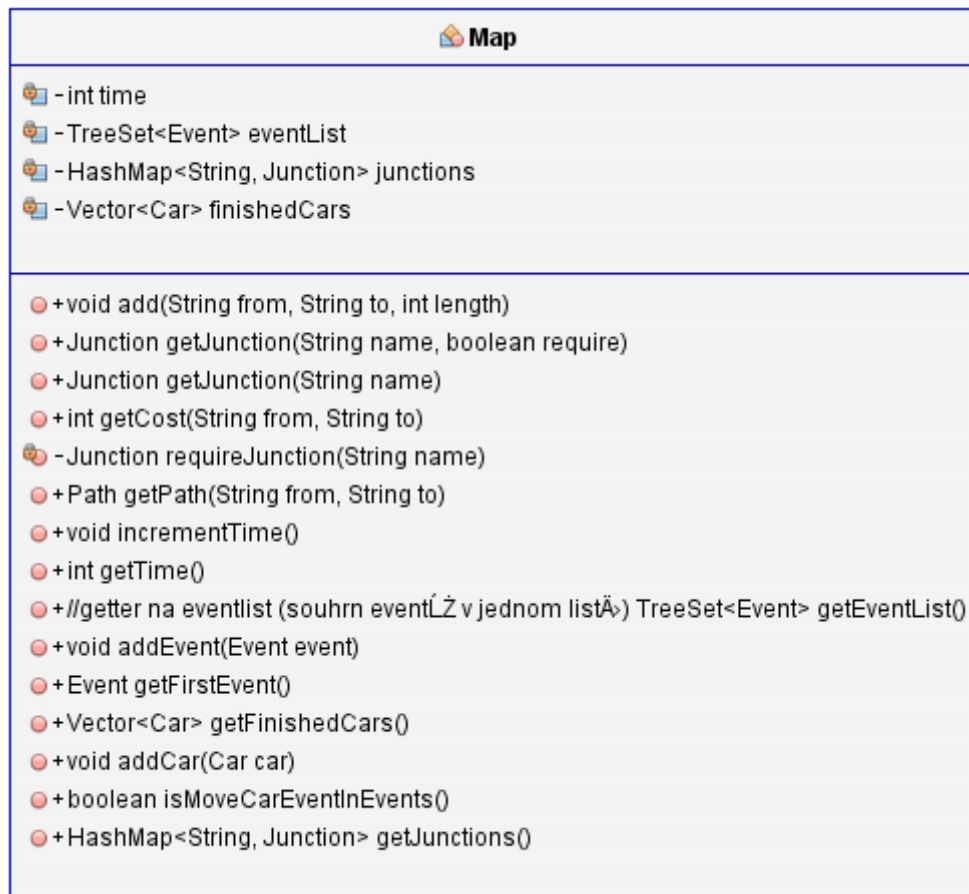 Map
-int time
-TreeSet<Event> eventList
-HashMap<String, Junction> junctions
-Vector<Car> finishedCars
+void add(String from, String to, int length)
+Junction getJunction(String name, boolean require)
+Junction getJunction(String name)
+int getCost(String from, String to)
-Junction requireJunction(String name)
+Path getPath(String from, String to)
+void incrementTime()
+int getTime()
+//getter na eventlist (souhrn eventĹŻ v jednom listÄ›) TreeSet<Event> getEventList()
+void addEvent(Event event)
+Event getFirstEvent()
+Vector<Car> getFinishedCars()
+void addCar(Car car)
+boolean isMoveCarEventInEvents()
+HashMap<String, Junction> getJunctions()